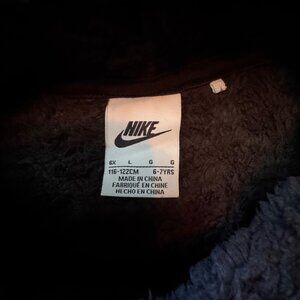 NIKE
6X L G G
116-122CM 6-7YRS
MADE IN CHINA
FABRIQUÉ EN CHINE
HECHO EN CHINA